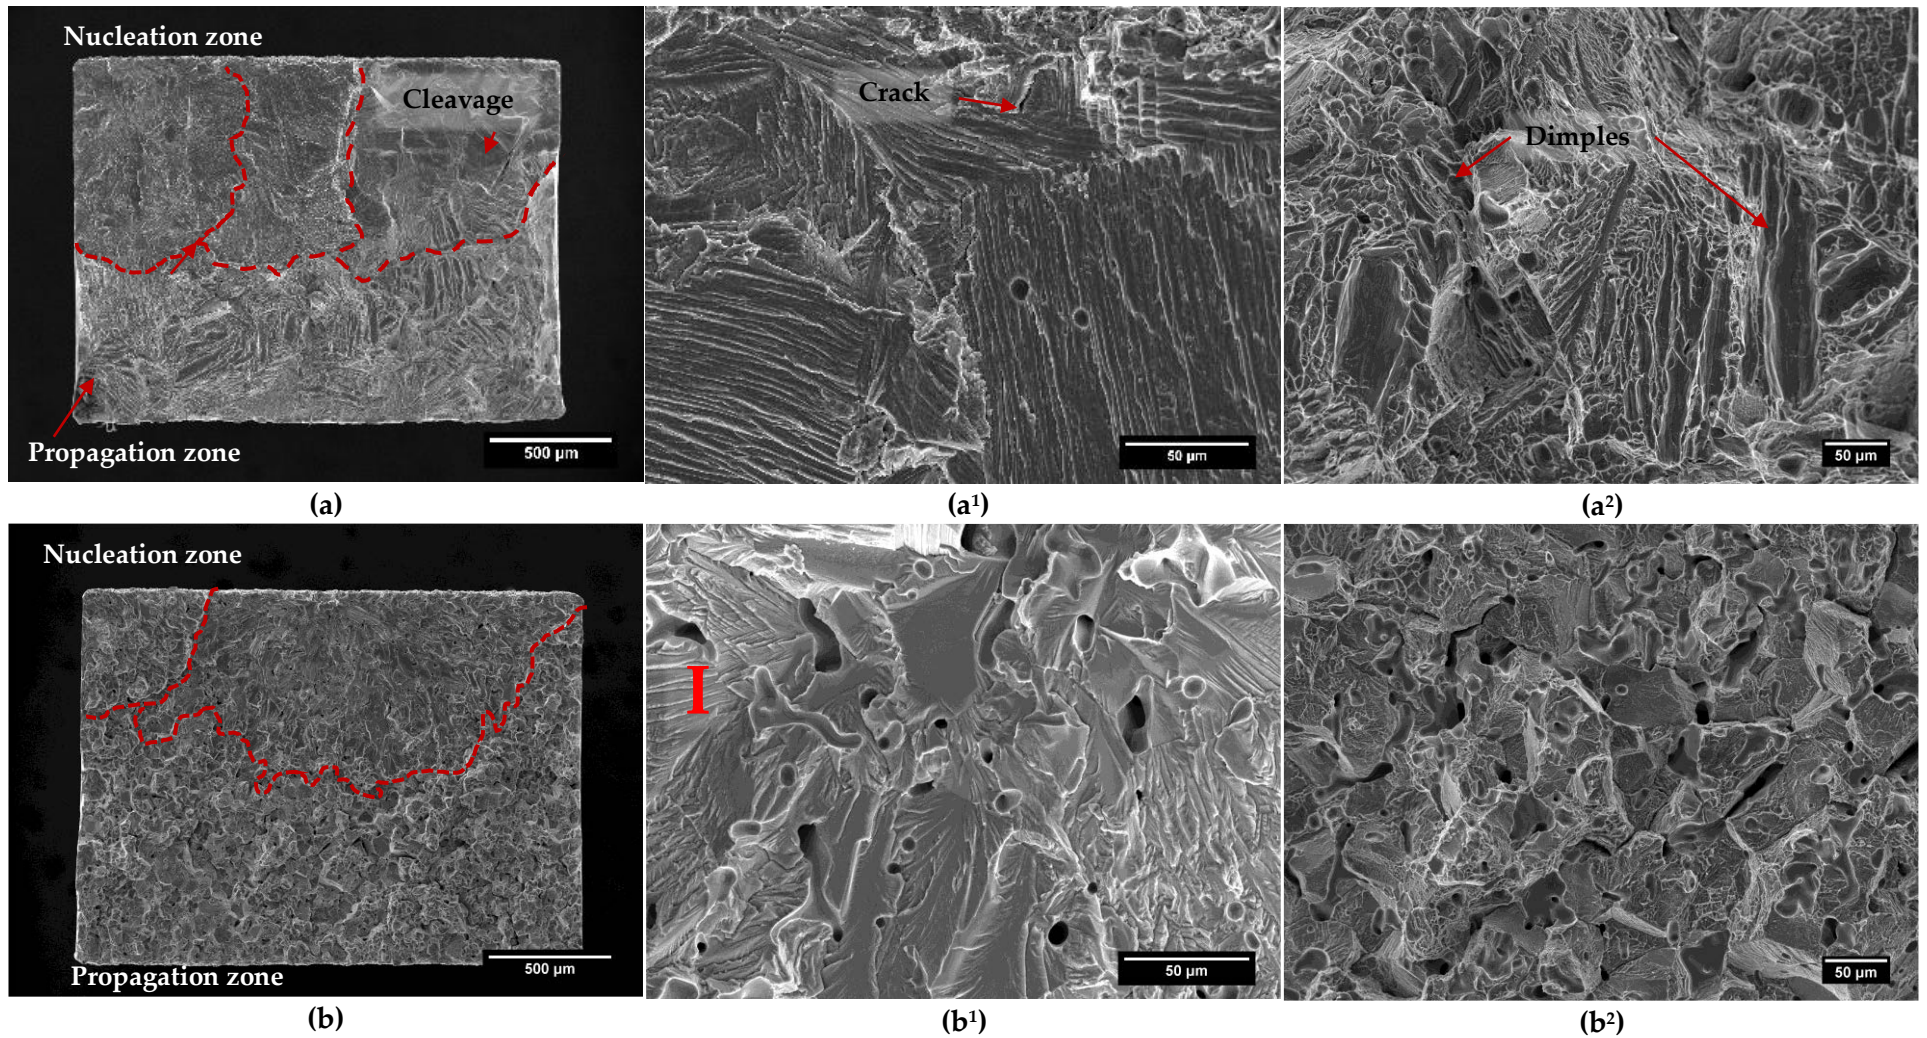 Nucleation zone
Cleavage
Propagation zone
500 µm
Crack
50 µm
Dimples
50 µm
(a)
(a¹)
(a²)
Nucleation zone
Propagation zone
500 µm
I
50 µm
50 µm
(b)
(b¹)
(b²)